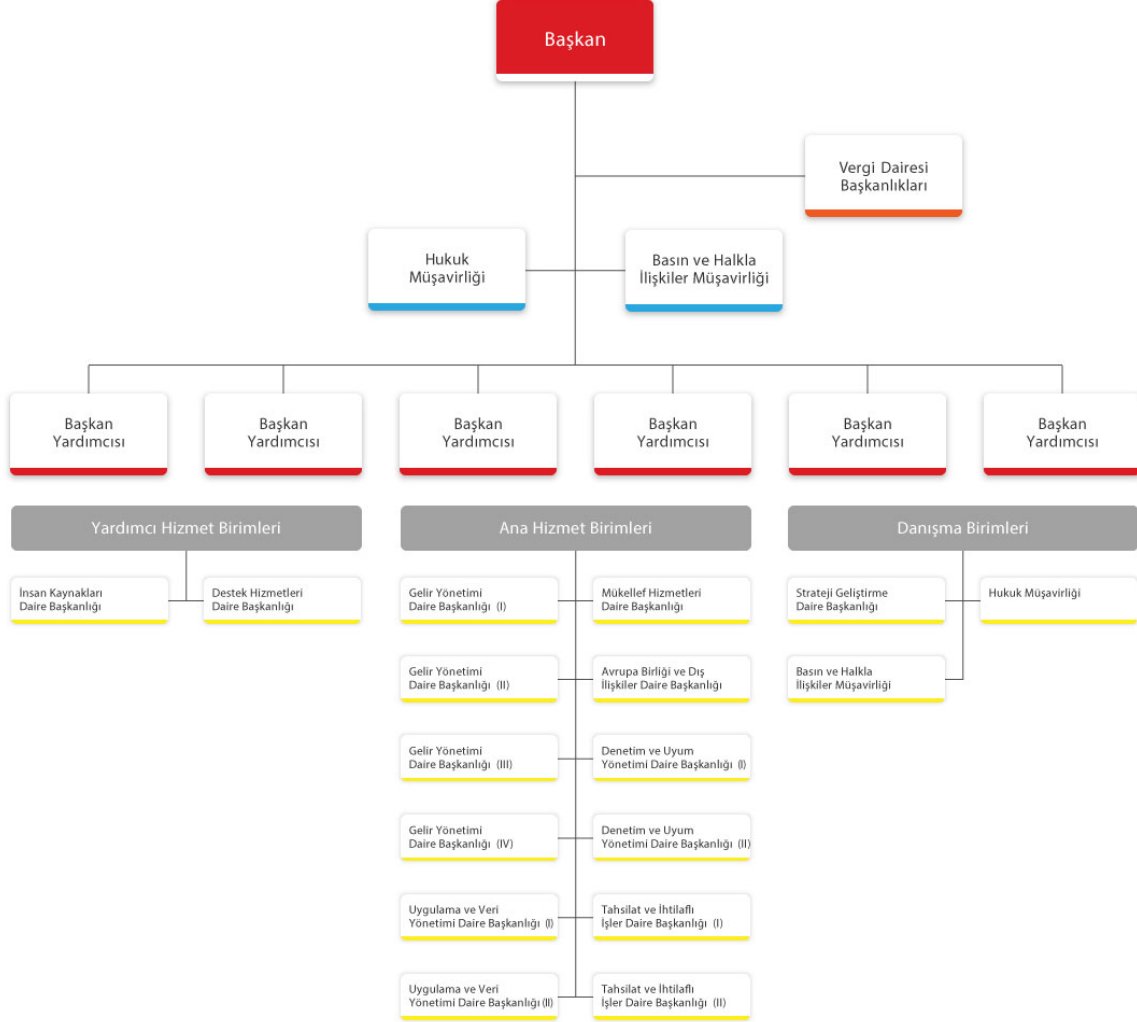 Başkan
Vergi Dairesi
Başkanlıkları
Hukuk
Müşavirliği
Basın ve Halkla
İlişkiler Müşavirliği
Başkan
Yardımcısı
Başkan
Yardımcısı
Başkan
Yardımcısı
Başkan
Yardımcısı
Başkan
Yardımcısı
Başkan
Yardımcısı
Yardımcı Hizmet Birimleri
Ana Hizmet Birimleri
Danışma Birimleri
İnsan Kaynakları
Daire Başkanlığı
Destek Hizmetleri
Daire Başkanlığı
Gelir Yönetimi
Daire Başkanlığı (I)
Mükellef Hizmetleri
Daire Başkanlığı
Strateji Geliştirme
Daire Başkanlığı
Hukuk Müşavirliği
Gelir Yönetimi
Daire Başkanlığı (II)
Avrupa Birliği ve Dış
İlişkiler Daire Başkanlığı
Basın ve Halkla
İlişkiler Müşavirliği
Gelir Yönetimi
Daire Başkanlığı (III)
Denetim ve Uyum
Yönetimi Daire Başkanlığı (I)
Gelir Yönetimi
Daire Başkanlığı (IV)
Denetim ve Uyum
Yönetimi Daire Başkanlığı (II)
Uygulama ve Veri
Yönetimi Daire Başkanlığı (I)
Tahsilat ve İhtilaflı
İşler Daire Başkanlığı (I)
Uygulama ve Veri
Yönetimi Daire Başkanlığı (II)
Tahsilat ve İhtilaflı
İşler Daire Başkanlığı (II)